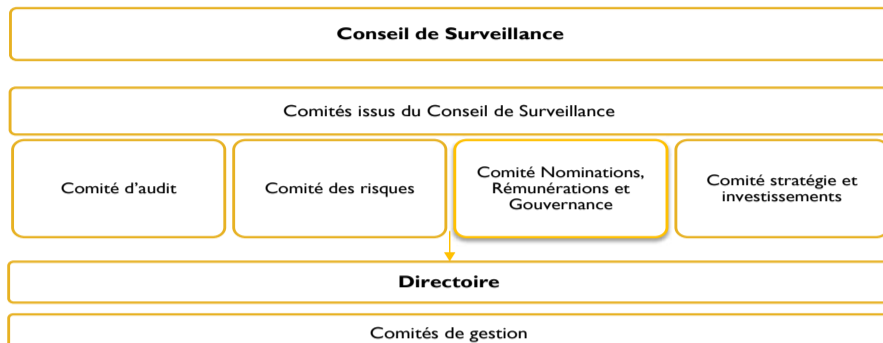 Conseil de Surveillance
Comités issus du Conseil de Surveillance
Comité d’audit
Comité des risques
Comité Nominations,
Rémunérations et
Gouvernance
Comité stratégie et
investissements
Directoire
Comités de gestion